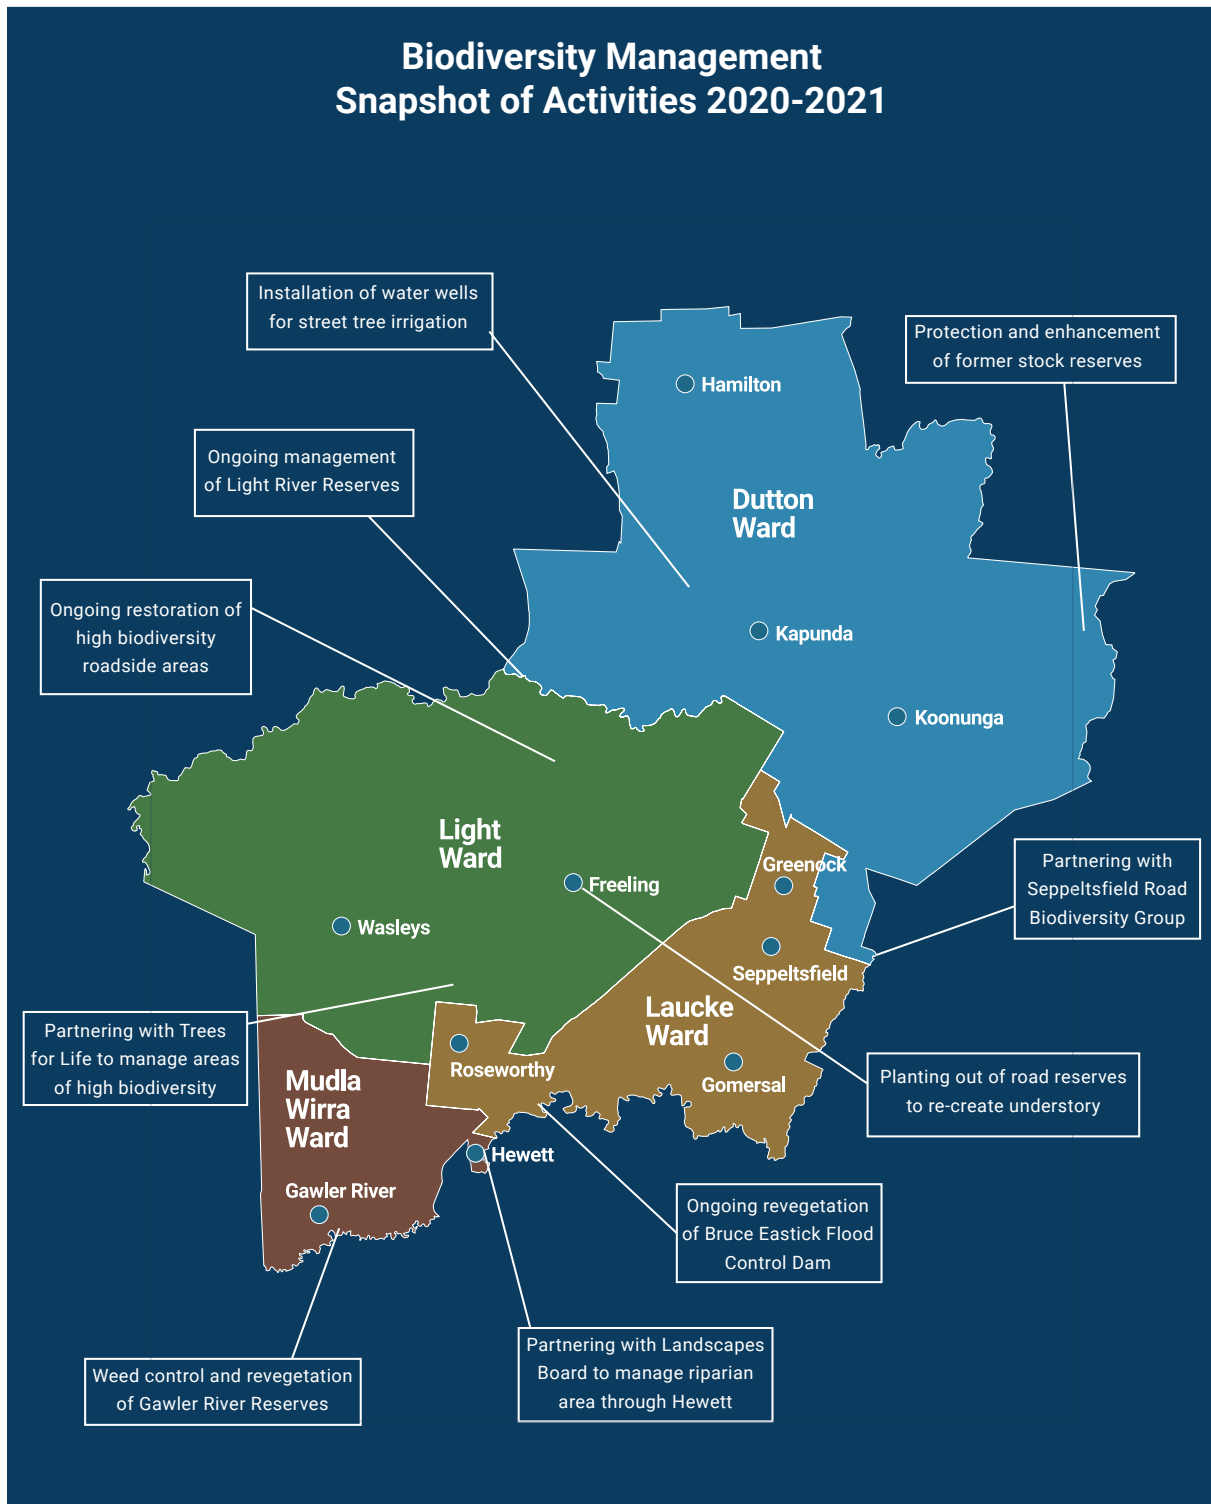 Biodiversity Management
Snapshot of Activities 2020-2021
Installation of water wells
for street tree irrigation
Protection and enhancement
of former stock reserves
Hamilton
Ongoing management
of Light River Reserves
Dutton
Ward
Ongoing restoration of
high biodiversity
roadside areas
Kapunda
Koonunga
Light
Ward
Greenock
Partnering with
Seppeltsfield Road
Biodiversity Group
Freeling
Wasleys
Seppeltsfield
Laucke
Ward
Partnering with Trees
for Life to manage areas
of high biodiversity
Roseworthy
Gomersal
Planting out of road reserves
to re-create understory
Mudla
Wirra
Ward
Hewett
Gawler River
Ongoing revegetation
of Bruce Eastick Flood
Control Dam
Partnering with Landscapes
Board to manage riparian
area through Hewett
Weed control and revegetation
of Gawler River Reserves